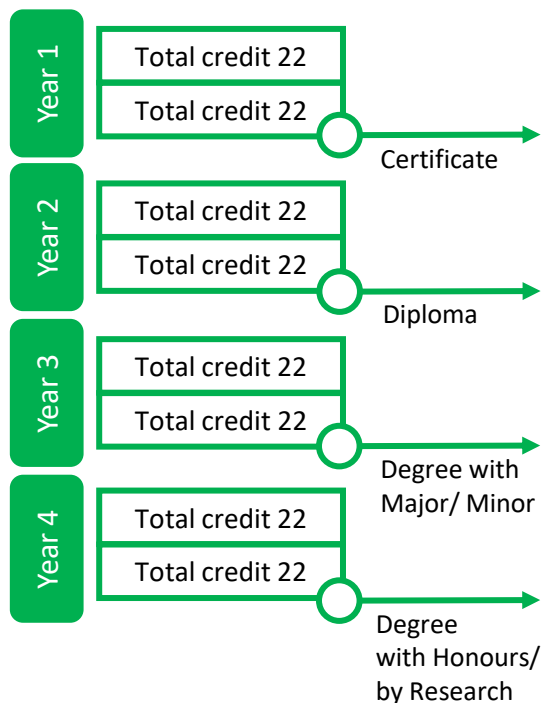 Year 1
Total credit 22
Total credit 22
Certificate
Year 2
Total credit 22
Total credit 22
Diploma
Year 3
Total credit 22
Total credit 22
Degree with
Major/ Minor
Year 4
Total credit 22
Total credit 22
Degree
with Honours/
by Research